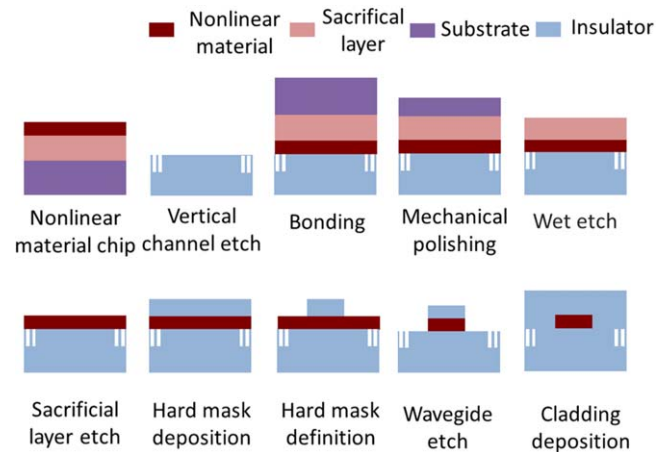 Nonlinear material
Sacrifical layer
Substrate
Insulator
Nonlinear
material chip
Vertical
channel etch
Bonding
Mechanical
polishing
Wet etch
Sacrificial
layer etch
Hard mask
deposition
Hard mask
definition
Wavegide
etch
Cladding
deposition